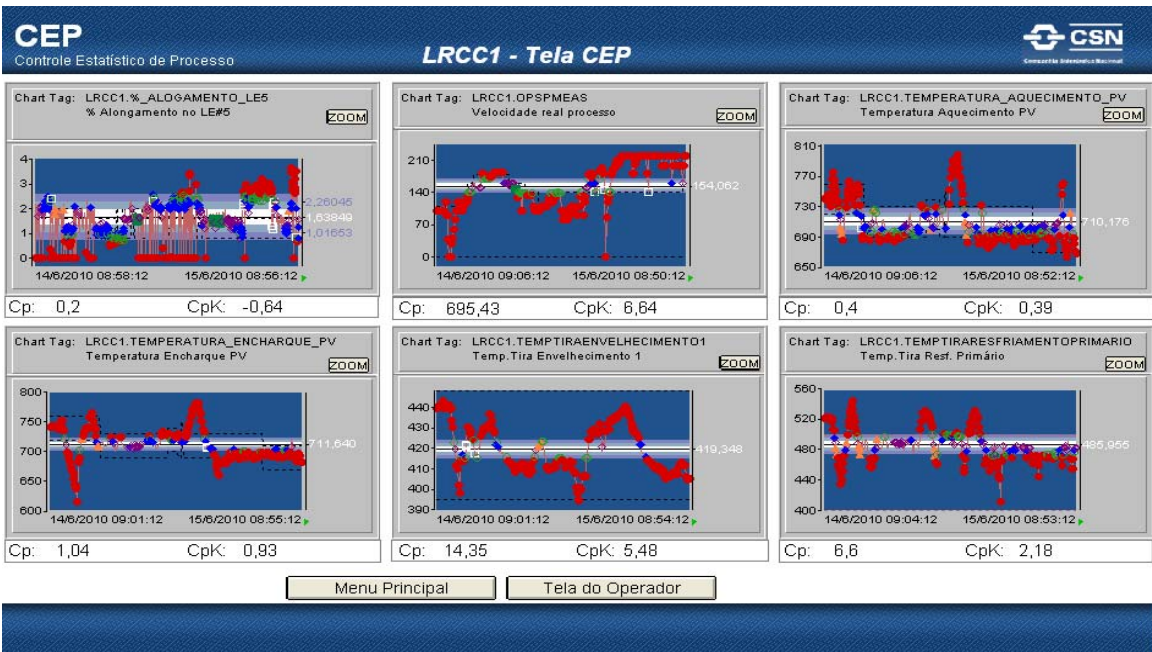 CEP
Controle Estatístico de Processo
LRCC1 - Tela CEP
CSN
Companhia Siderúrgica Nacional
Chart Tag: LRCC1.%_ALOGAMENTO_LE5
% Alongamento no LE#5
ZOOM
4
3
2
1
0
2,26046
1,63849
1,01653
14/6/2010 08:58:12 15/6/2010 08:56:12
Cp: 0,2 CpK: -0,64
Chart Tag: LRCC1.OPSPMEAS
Velocidade real processo
ZOOM
210
140
70
0
154,062
14/6/2010 09:06:12 15/6/2010 08:50:12
Cp: 695,43 CpK: 6,64
Chart Tag: LRCC1.TEMPERATURA_AQUECIMENTO_PV
Temperatura Aquecimento PV
ZOOM
810
770
730
690
650
710,176
14/6/2010 09:06:12 15/6/2010 08:52:12
Cp: 0,4 CpK: 0,39
Chart Tag: LRCC1.TEMPERATURA_ENCHARQUE_PV
Temperatura Encharque PV
ZOOM
800
750
700
650
600
711,640
14/6/2010 09:01:12 15/6/2010 08:55:12
Cp: 1,04 CpK: 0,93
Chart Tag: LRCC1.TEMPTIRAENVELHECIMENTO1
Temp.Tira Envelhecimento 1
ZOOM
440
430
420
410
400
390
419,348
14/6/2010 09:01:12 15/6/2010 08:54:12
Cp: 14,35 CpK: 5,48
Chart Tag: LRCC1.TEMPTIRARESFRIAMENTOPRIMARIO
Temp.Tira Resf. Primário
ZOOM
560
520
480
440
400
485,955
14/6/2010 09:04:12 15/6/2010 08:53:12
Cp: 6,6 CpK: 2,18
Menu Principal
Tela do Operador